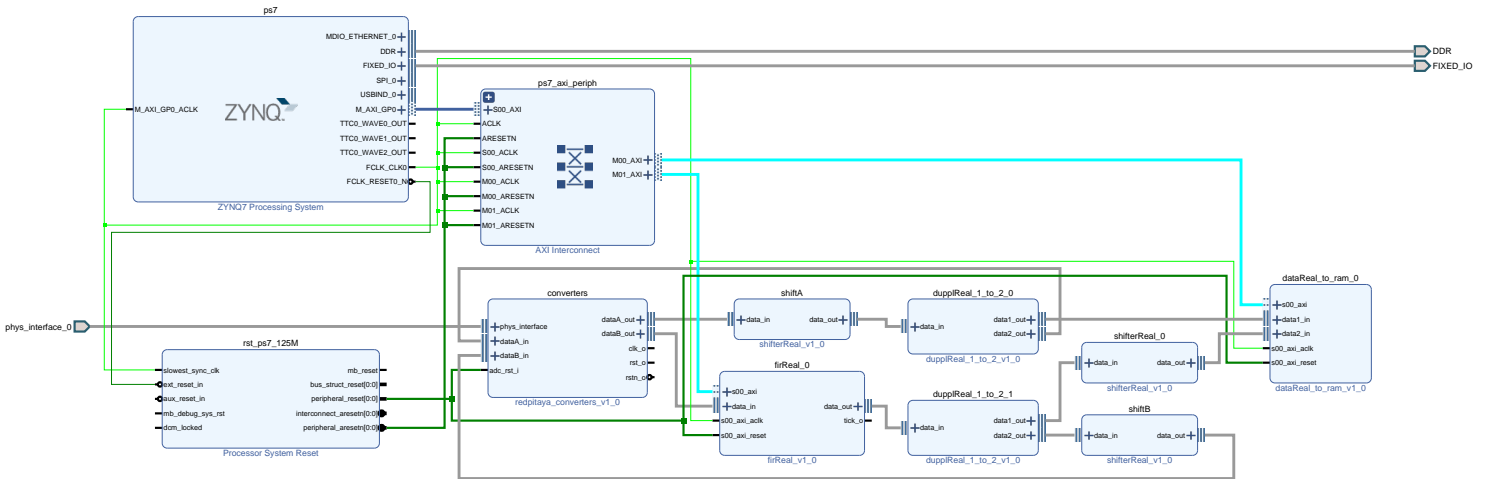 ps7
MDIO_ETHERNET_0
DDR
FIXED_IO
SPI_0
USBIND_0
M_AXI_GP0_ACLK
ZYNQ.
M_AXI_GP0
TTC0_WAVE0_OUT
TTC0_WAVE1_OUT
TTC0_WAVE2_OUT
FCLK_CLK0
FCLK_RESET0_N
ZYNQ7 Processing System
DDR
FIXED_IO
ps7_axi_periph
S00_AXI
ACLK
ARESETN
S00_ACLK
S00_ARESETN
M00_ACLK
M00_ARESETN
M01_ACLK
M01_ARESETN
M00_AXI
M01_AXI
AXI Interconnect
phys_interface_0
rst_ps7_125M
slowest_sync_clk
ext_reset_in
aux_reset_in
mb_debug_sys_rst
dcm_locked
mb_reset
bus_struct_reset[0:0]
peripheral_reset[0:0]
interconnect_aresetn[0:0]
peripheral_aresetn[0:0]
Processor System Reset
converters
phys_interface
dataA_in
dataB_in
adc_rst_i
dataA_out
dataB_out
clk_o
rst_o
rstn_o
redpitaya_converters_v1_0
shiftA
data_in
data_out
shifterReal_v1_0
dupplReal_1_to_2_0
data_in
data1_out
data2_out
dupplReal_1_to_2_v1_0
firReal_0
s00_axi
data_in
s00_axi_aclk
s00_axi_reset
data_out
tick_o
firReal_v1_0
dupplReal_1_to_2_1
data_in
data1_out
data2_out
dupplReal_1_to_2_v1_0
shifterReal_0
data_in
data_out
shifterReal_v1_0
shiftB
data_in
data_out
shifterReal_v1_0
dataReal_to_ram_0
s00_axi
data1_in
data2_in
s00_axi_aclk
s00_axi_reset
dataReal_to_ram_v1_0